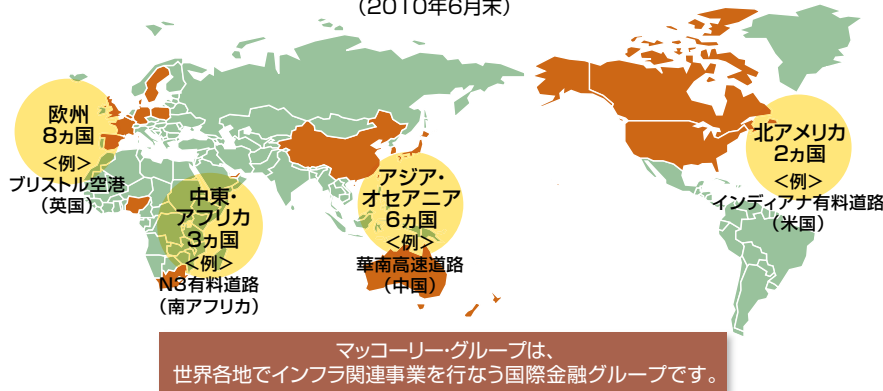 （2010年6月末）
欧州
8ヵ国
＜例＞
ブリストル空港
（英国）
中東・
アフリカ
3ヵ国
＜例＞
N3有料道路
（南アフリカ）
アジア・
オセアニア
6ヵ国
＜例＞
華南高速道路
（中国）
北アメリカ
2ヵ国
＜例＞
インディアナ有料道路
（米国）
マッコーリー・グループは、
世界各地でインフラ関連事業を行なう国際金融グループです。